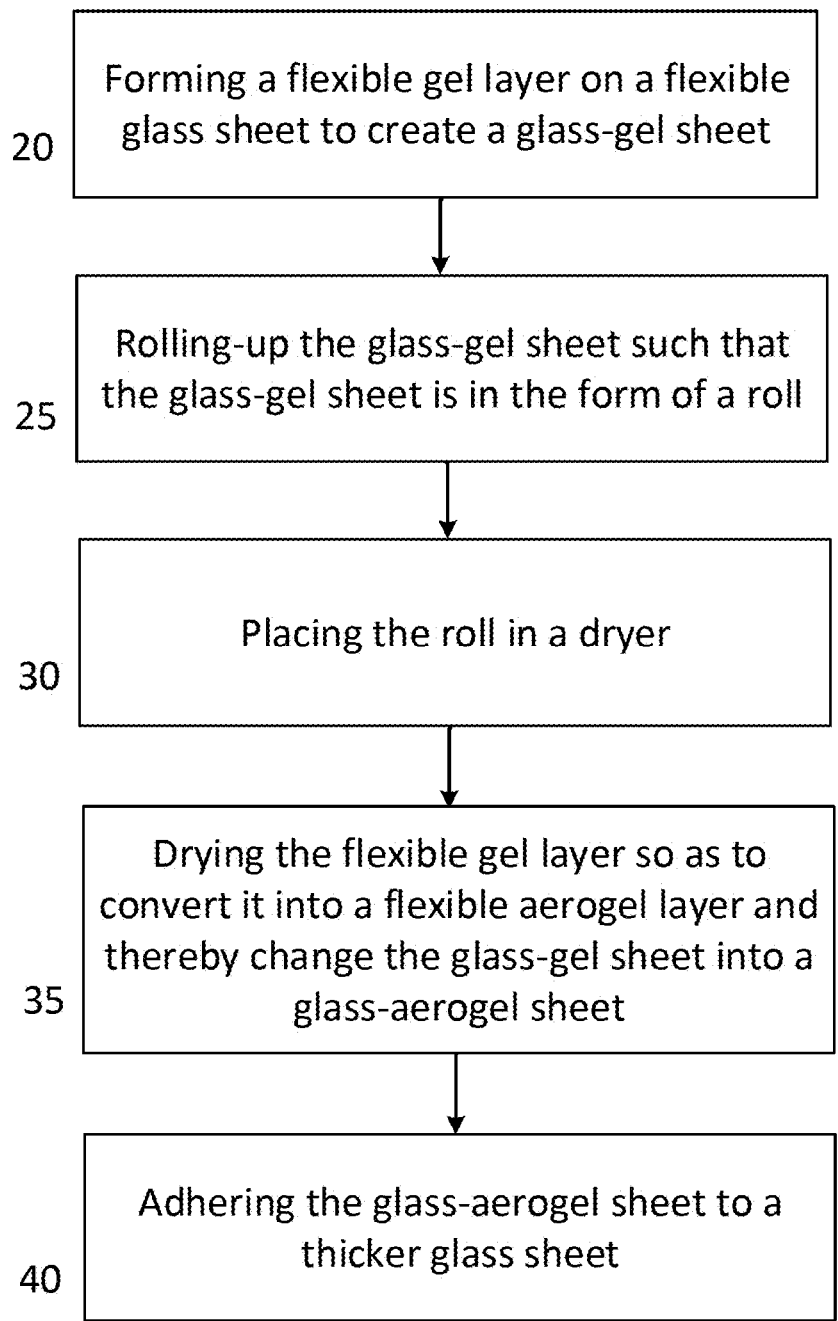 Forming a flexible gel layer on a flexible
glass sheet to create a glass-gel sheet
20
Rolling-up the glass-gel sheet such that
the glass-gel sheet is in the form of a roll
25
Placing the roll in a dryer
30
Drying the flexible gel layer so as to
convert it into a flexible aerogel layer and
thereby change the glass-gel sheet into a
glass-aerogel sheet
35
Adhering the glass-aerogel sheet to a
thicker glass sheet
40